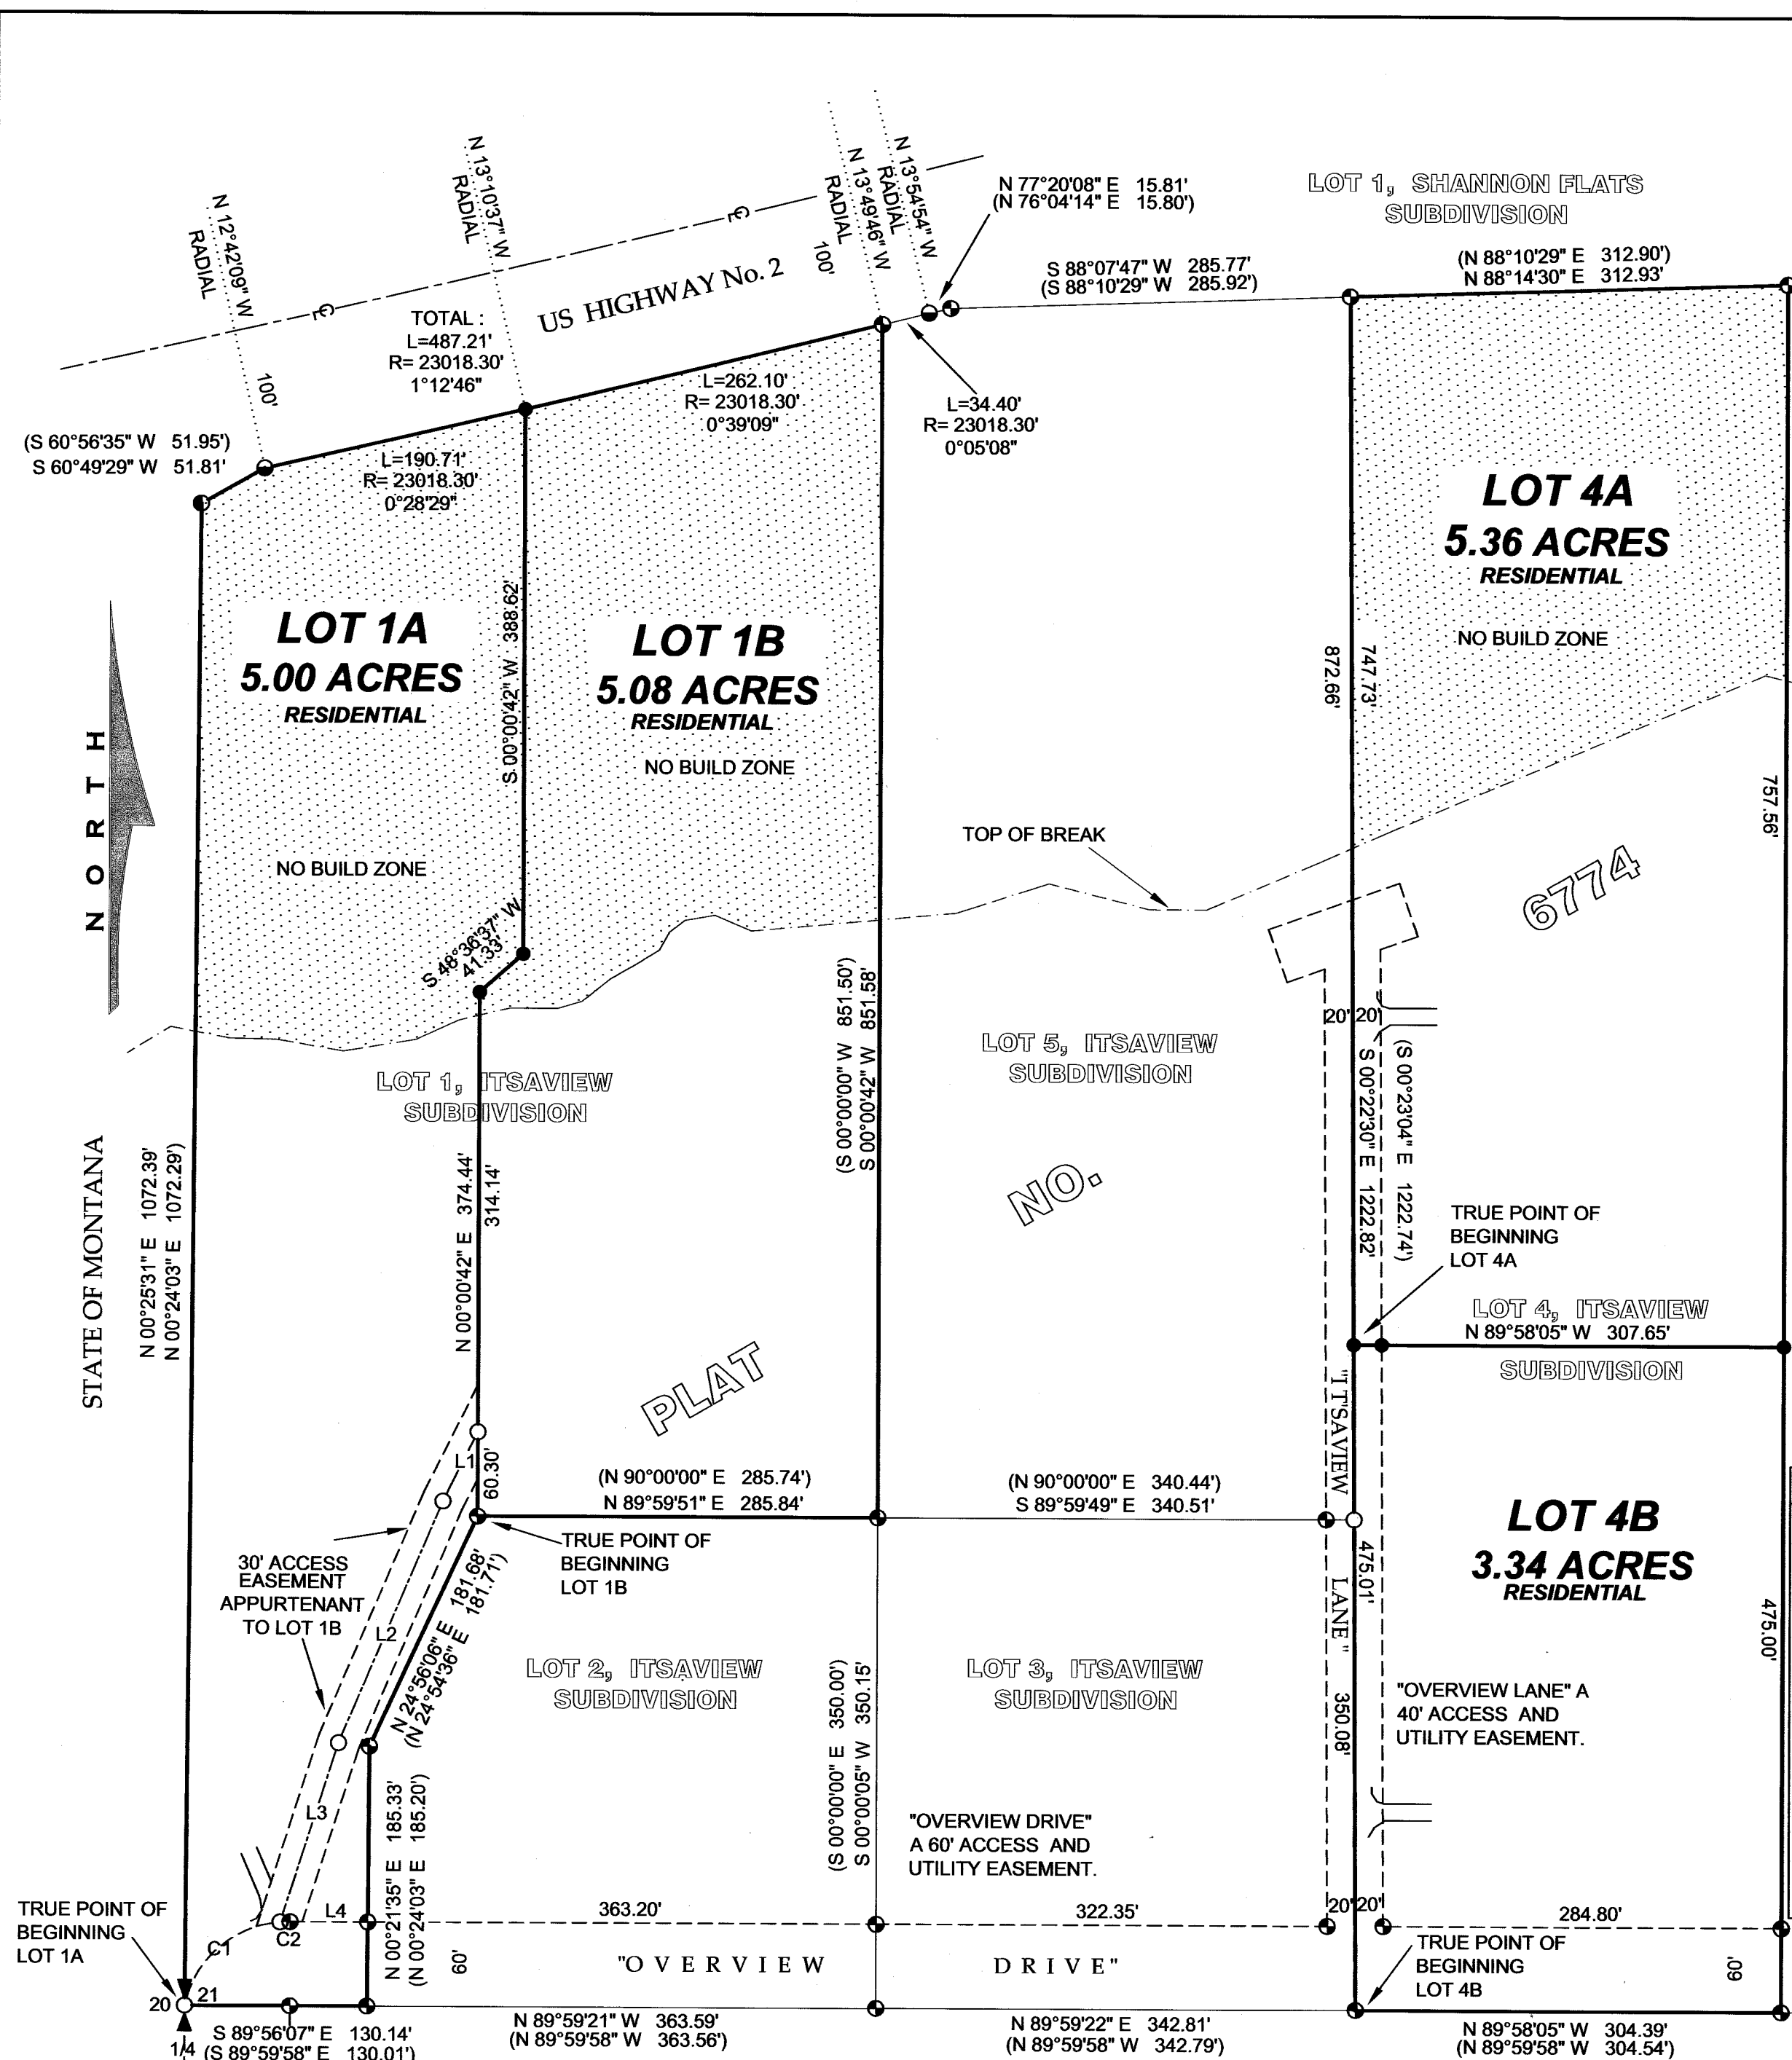 N 12°42'09" W
RADIAL
N 13°10'37" W
RADIAL
N 13°49'46" W
RADIAL
N 13°54'54" W
RADIAL
N 77°20'08" E 15.81'
(N 76°04'14" E 15.80')
LOT 1, SHANNON FLATS
SUBDIVISION
S 88°07'47" W 285.77'
(S 88°10'29" W 285.92')
(N 88°10'29" E 312.90')
N 88°14'30" E 312.93'
US HIGHWAY No. 2
100'
100'
TOTAL :
L=487.21'
R= 23018.30'
1°12'46"
L=262.10'
R= 23018.30'
0°39'09"
L=34.40'
R= 23018.30'
0°05'08"
(S 60°56'35" W 51.95')
S 60°49'29" W 51.81'
L=190.71'
R= 23018.30'
0°28'29"
LOT 4A
5.36 ACRES
RESIDENTIAL
NO BUILD ZONE
LOT 1A
5.00 ACRES
RESIDENTIAL
NO BUILD ZONE
S 00°00'42" W 388.62'
LOT 1B
5.08 ACRES
RESIDENTIAL
NO BUILD ZONE
872.66'
747.73'
757.56'
NORTH
TOP OF BREAK
6774
S 48°36'37" W
41.33'
(S 00°00'00" W 851.50')
S 00°00'42" W 851.58'
20' 20'
LOT 5, ITSAVIEW
SUBDIVISION
LOT 1, ITSAVIEW
SUBDIVISION
S 00°22'30" E 1222.82'
(S 00°23'04" E 1222.74')
STATE OF MONTANA
N 00°25'31" E 1072.39'
N 00°24'03" E 1072.29')
N 00°00'42" E 374.44'
314.14'
NO.
TRUE POINT OF
BEGINNING
LOT 4A
LOT 4, ITSAVIEW
N 89°58'05" W 307.65'
SUBDIVISION
PLAT
"IT'SAVIEW LANE"
L1
60.30'
(N 90°00'00" E 285.74')
N 89°59'51" E 285.84'
(N 90°00'00" E 340.44')
S 89°59'49" E 340.51'
TRUE POINT OF
BEGINNING
LOT 1B
LOT 4B
3.34 ACRES
RESIDENTIAL
475.01'
475.00'
30' ACCESS
EASEMENT
APPURTENANT
TO LOT 1B
L2
N 24°56'06" E 181.68'
(N 24°54'36" E 181.71')
LOT 2, ITSAVIEW
SUBDIVISION
(S 00°00'00" E 350.00')
S 00°00'05" W 350.15'
LOT 3, ITSAVIEW
SUBDIVISION
350.08'
"OVERVIEW LANE" A
40' ACCESS AND
UTILITY EASEMENT.
L3
N 00°21'35" E 185.33'
(N 00°24'03" E 185.20')
"OVERVIEW DRIVE"
A 60' ACCESS AND
UTILITY EASEMENT.
TRUE POINT OF
BEGINNING
LOT 1A
L4
C1
C2
363.20'
322.35'
20' 20'
284.80'
60'
"OVERVIEW DRIVE"
TRUE POINT OF
BEGINNING
LOT 4B
60'
20 21
1/4
S 89°56'07" E 130.14'
(S 89°59'58" E 130.01')
N 89°59'21" W 363.59'
(N 89°59'58" W 363.56')
N 89°59'22" E 342.81'
(N 89°59'58" W 342.79')
N 89°58'05" W 304.39'
(N 89°59'58" W 304.54')